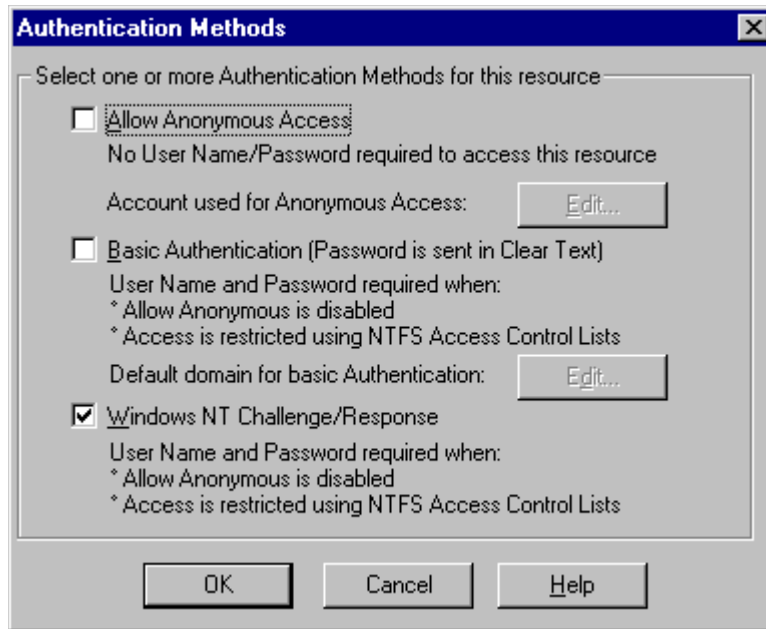 Authentication Methods
Select one or more Authentication Methods for this resource
Allow Anonymous Access
No User Name/Password required to access this resource
Account used for Anonymous Access: Edit...
Basic Authentication (Password is sent in Clear Text)
User Name and Password required when:
* Allow Anonymous is disabled
* Access is restricted using NTFS Access Control Lists
Default domain for basic Authentication: Edit...
Windows NT Challenge/Response
User Name and Password required when:
* Allow Anonymous is disabled
* Access is restricted using NTFS Access Control Lists
OK Cancel Help